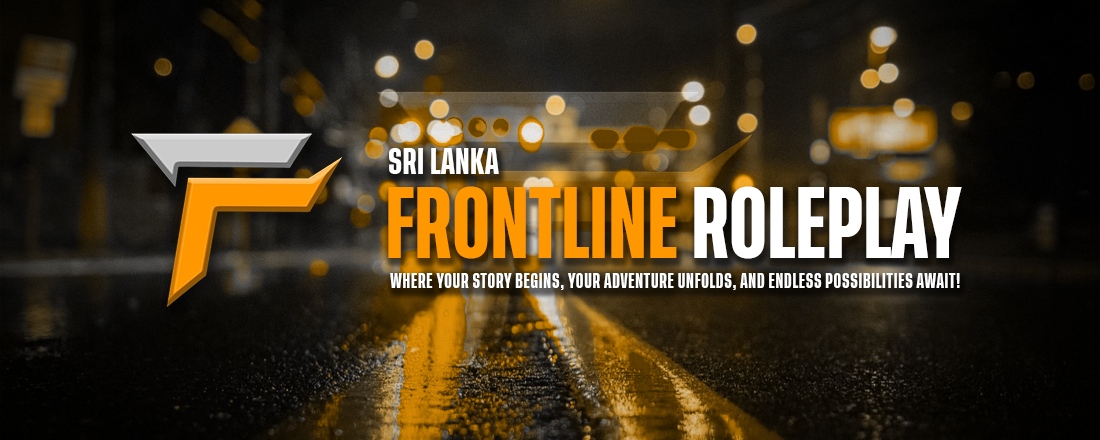 SRI LANKA
FRONTLINE ROLEPLAY
WHERE YOUR STORY BEGINS, YOUR ADVENTURE UNFOLDS, AND ENDLESS POSSIBILITIES AWAIT!